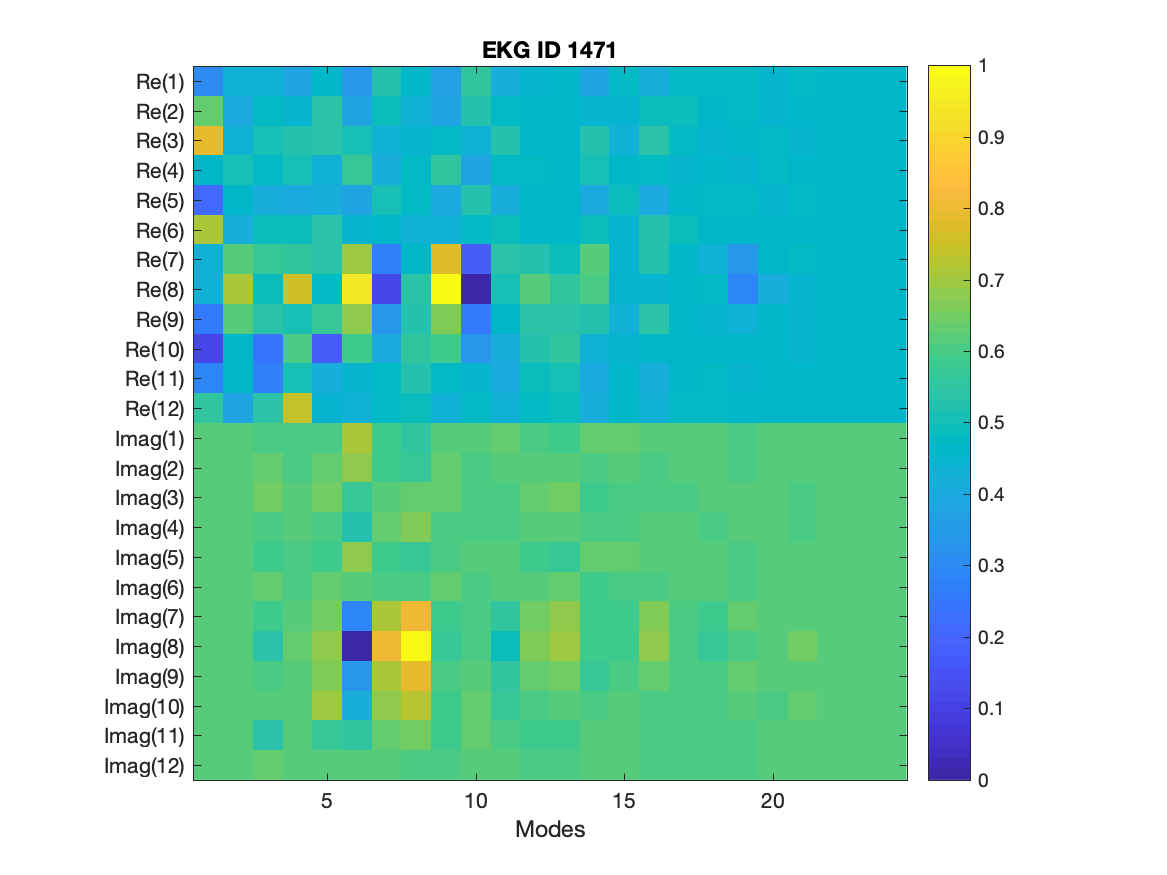 EKG ID 1471
Re(1)
Re(2)
Re(3)
Re(4)
Re(5)
Re(6)
Re(7)
Re(8)
Re(9)
Re(10)
Re(11)
Re(12)
Imag(1)
Imag(2)
Imag(3)
Imag(4)
Imag(5)
Imag(6)
Imag(7)
Imag(8)
Imag(9)
Imag(10)
Imag(11)
Imag(12)
5 10 15 20
Modes
1
0.9
0.8
0.7
0.6
0.5
0.4
0.3
0.2
0.1
0